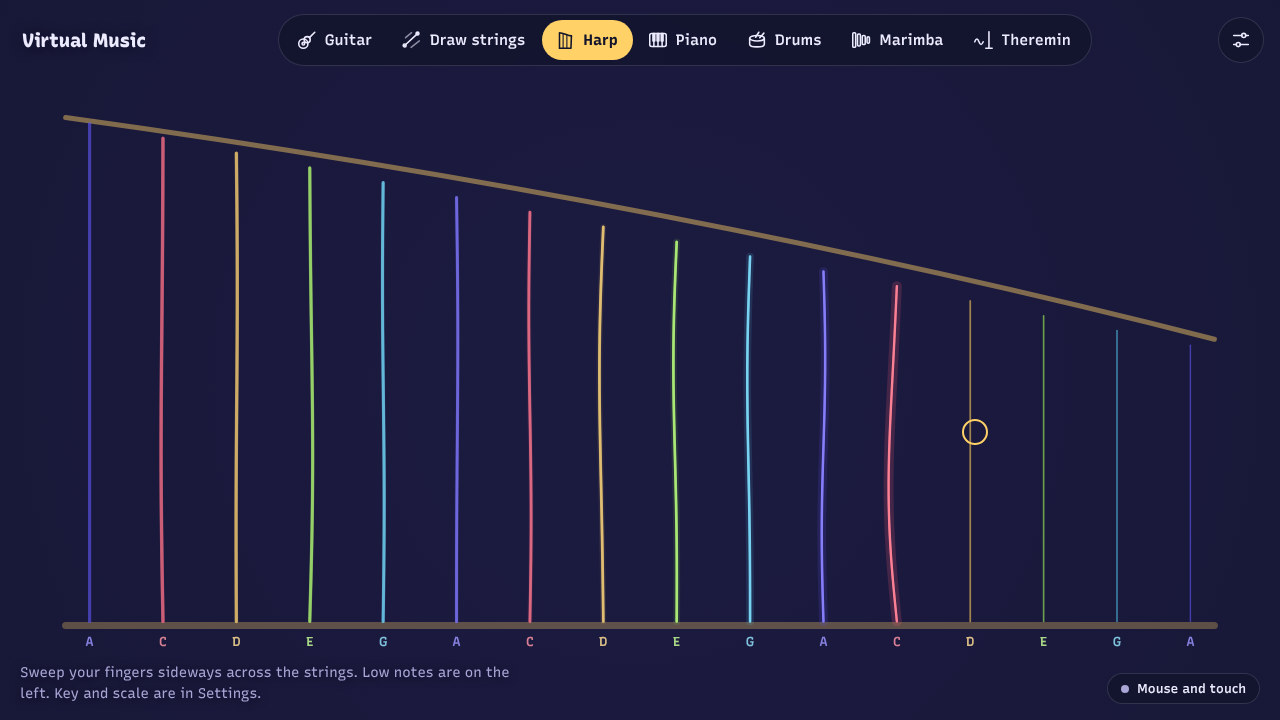 Virtual Music
Guitar
Draw strings
Harp
Piano
Drums
Marimba
Theremin
A C D E G A C D E G A C D E G A
Sweep your fingers sideways across the strings. Low notes are on the
left. Key and scale are in Settings.
Mouse and touch